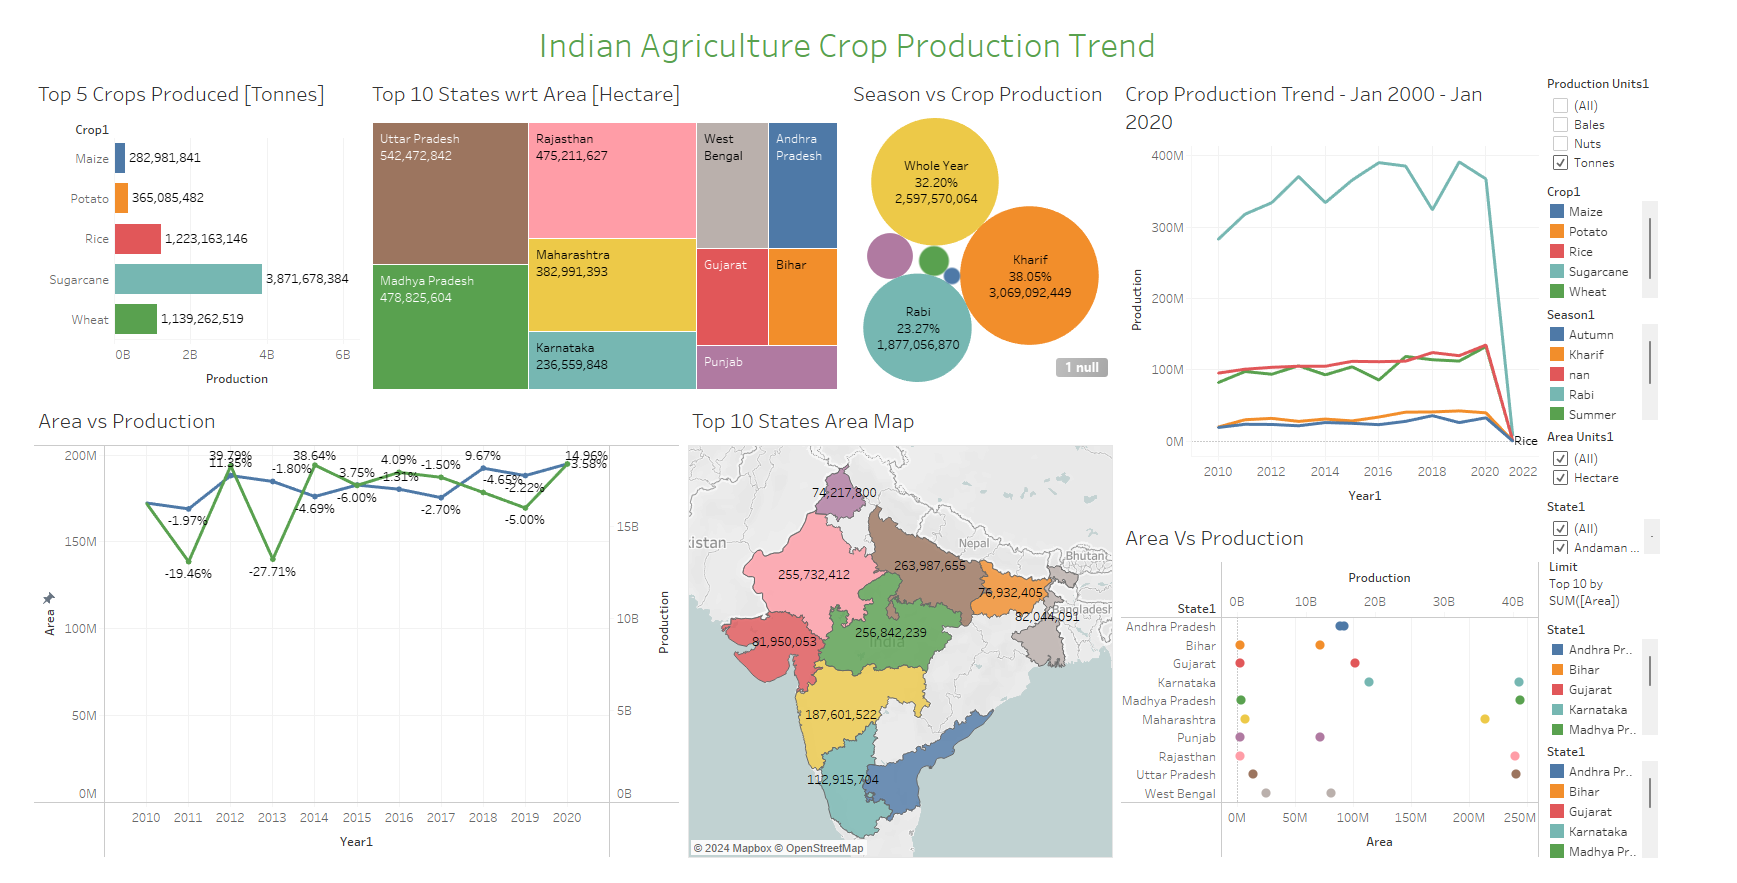 Indian Agriculture Crop Production Trend
Top 5 Crops Produced [Tonnes]
Crop1
Maize
282,981,841
Potato
365,085,482
Rice
1,223,163,146
Sugarcane
3,871,678,384
Wheat
1,139,262,519
0B
2B
4B
6B
Production
Top 10 States wrt Area [Hectare]
Uttar Pradesh
542,472,842
Madhya Pradesh
478,825,604
Rajasthan
475,211,627
Maharashtra
382,991,393
Karnataka
236,559,848
West
Bengal
Andhra
Pradesh
Gujarat
Bihar
Punjab
Season vs Crop Production
Whole Year
32.20%
2,597,570,064
Kharif
38.05%
3,069,092,449
Rabi
23.27%
1,877,056,870
1 null
Crop Production Trend - Jan 2000 - Jan
2020
400M
300M
200M
100M
0M
Production
Rice
2010
2012
2014
2016
2018
2020
2022
Year1
Production Units1
(All)
Bales
Nuts
Tonnes
Crop1
Maize
Potato
Rice
Sugarcane
Wheat
Season1
Autumn
Kharif
nan
Rabi
Summer
Area Units1
(All)
Hectare
State1
(All)
Andaman ...
Limit
Top 10 by
SUM([Area])
State1
Andhra Pr..
Bihar
Gujarat
Karnataka
Madhya Pr..
State1
Andhra Pr..
Bihar
Gujarat
Karnataka
Madhya Pr..
Area vs Production
200M
150M
100M
50M
0M
Area
39.79%
11.35%
38.64%
-1.80%
3.75%
4.09%
-1.31%
-1.50%
9.67%
-4.65%
-2.22%
14.96%
3.58%
-1.97%
-4.69%
-6.00%
-2.70%
-5.00%
-19.46%
-27.71%
15B
10B
5B
0B
Production
2010
2011
2012
2013
2014
2015
2016
2017
2018
2019
2020
Year1
Top 10 States Area Map
74,217,800
255,732,412
263,987,655
76,932,405
82,044,091
81,950,053
256,842,239
187,601,522
112,915,704
kistan
Nepal
Bhutan
Bangladesh
India
© 2024 Mapbox © OpenStreetMap
Area Vs Production
Production
State1
0B
10B
20B
30B
40B
Andhra Pradesh
Bihar
Gujarat
Karnataka
Madhya Pradesh
Maharashtra
Punjab
Rajasthan
Uttar Pradesh
West Bengal
0M
50M
100M
150M
200M
250M
Area